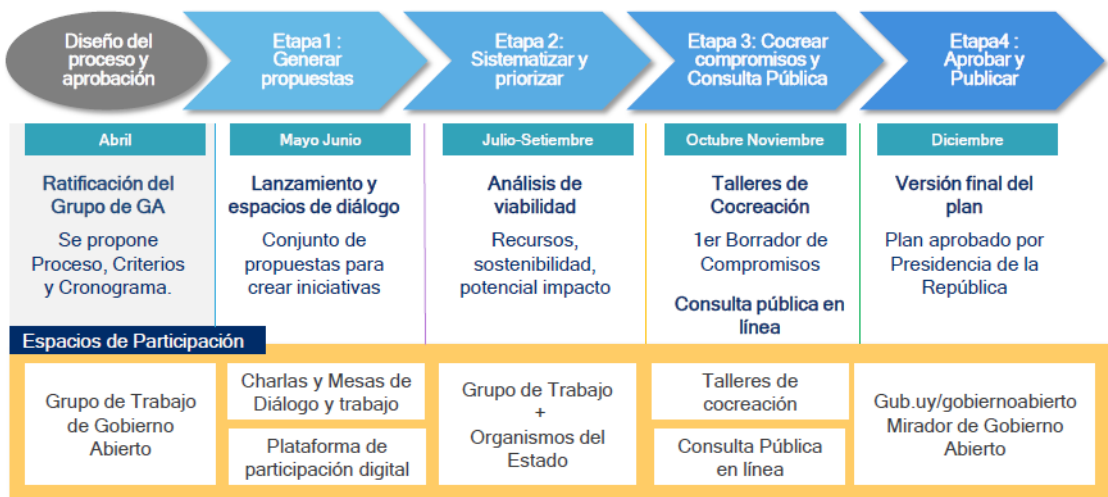 Diseño del
proceso y
aprobación
Etapa1 :
Generar
propuestas
Etapa 2:
Sistematizar y
priorizar
Etapa 3: Cocrear
compromisos y
Consulta Pública
Etapa4 :
Aprobar y
Publicar
Abril
Mayo Junio
Julio-Setiembre
Octubre Noviembre
Diciembre
Ratificación del
Grupo de GA
Se propone
Proceso, Criterios
y Cronograma.
Lanzamiento y
espacios de diálogo
Conjunto de
propuestas para
crear iniciativas
Análisis de
viabilidad
Recursos,
sostenibilidad,
potencial impacto
Talleres de
Cocreación
1er Borrador de
Compromisos
Consulta pública en
línea
Versión final del
plan
Plan aprobado por
Presidencia de la
República
Espacios de Participación
Grupo de Trabajo
de Gobierno
Abierto
Charlas y Mesas de
Diálogo y trabajo
Plataforma de
participación digital
Grupo de Trabajo
+
Organismos del
Estado
Talleres de
cocreación
Consulta Pública
en línea
Gub.uy/gobiernoabierto
Mirador de Gobierno
Abierto